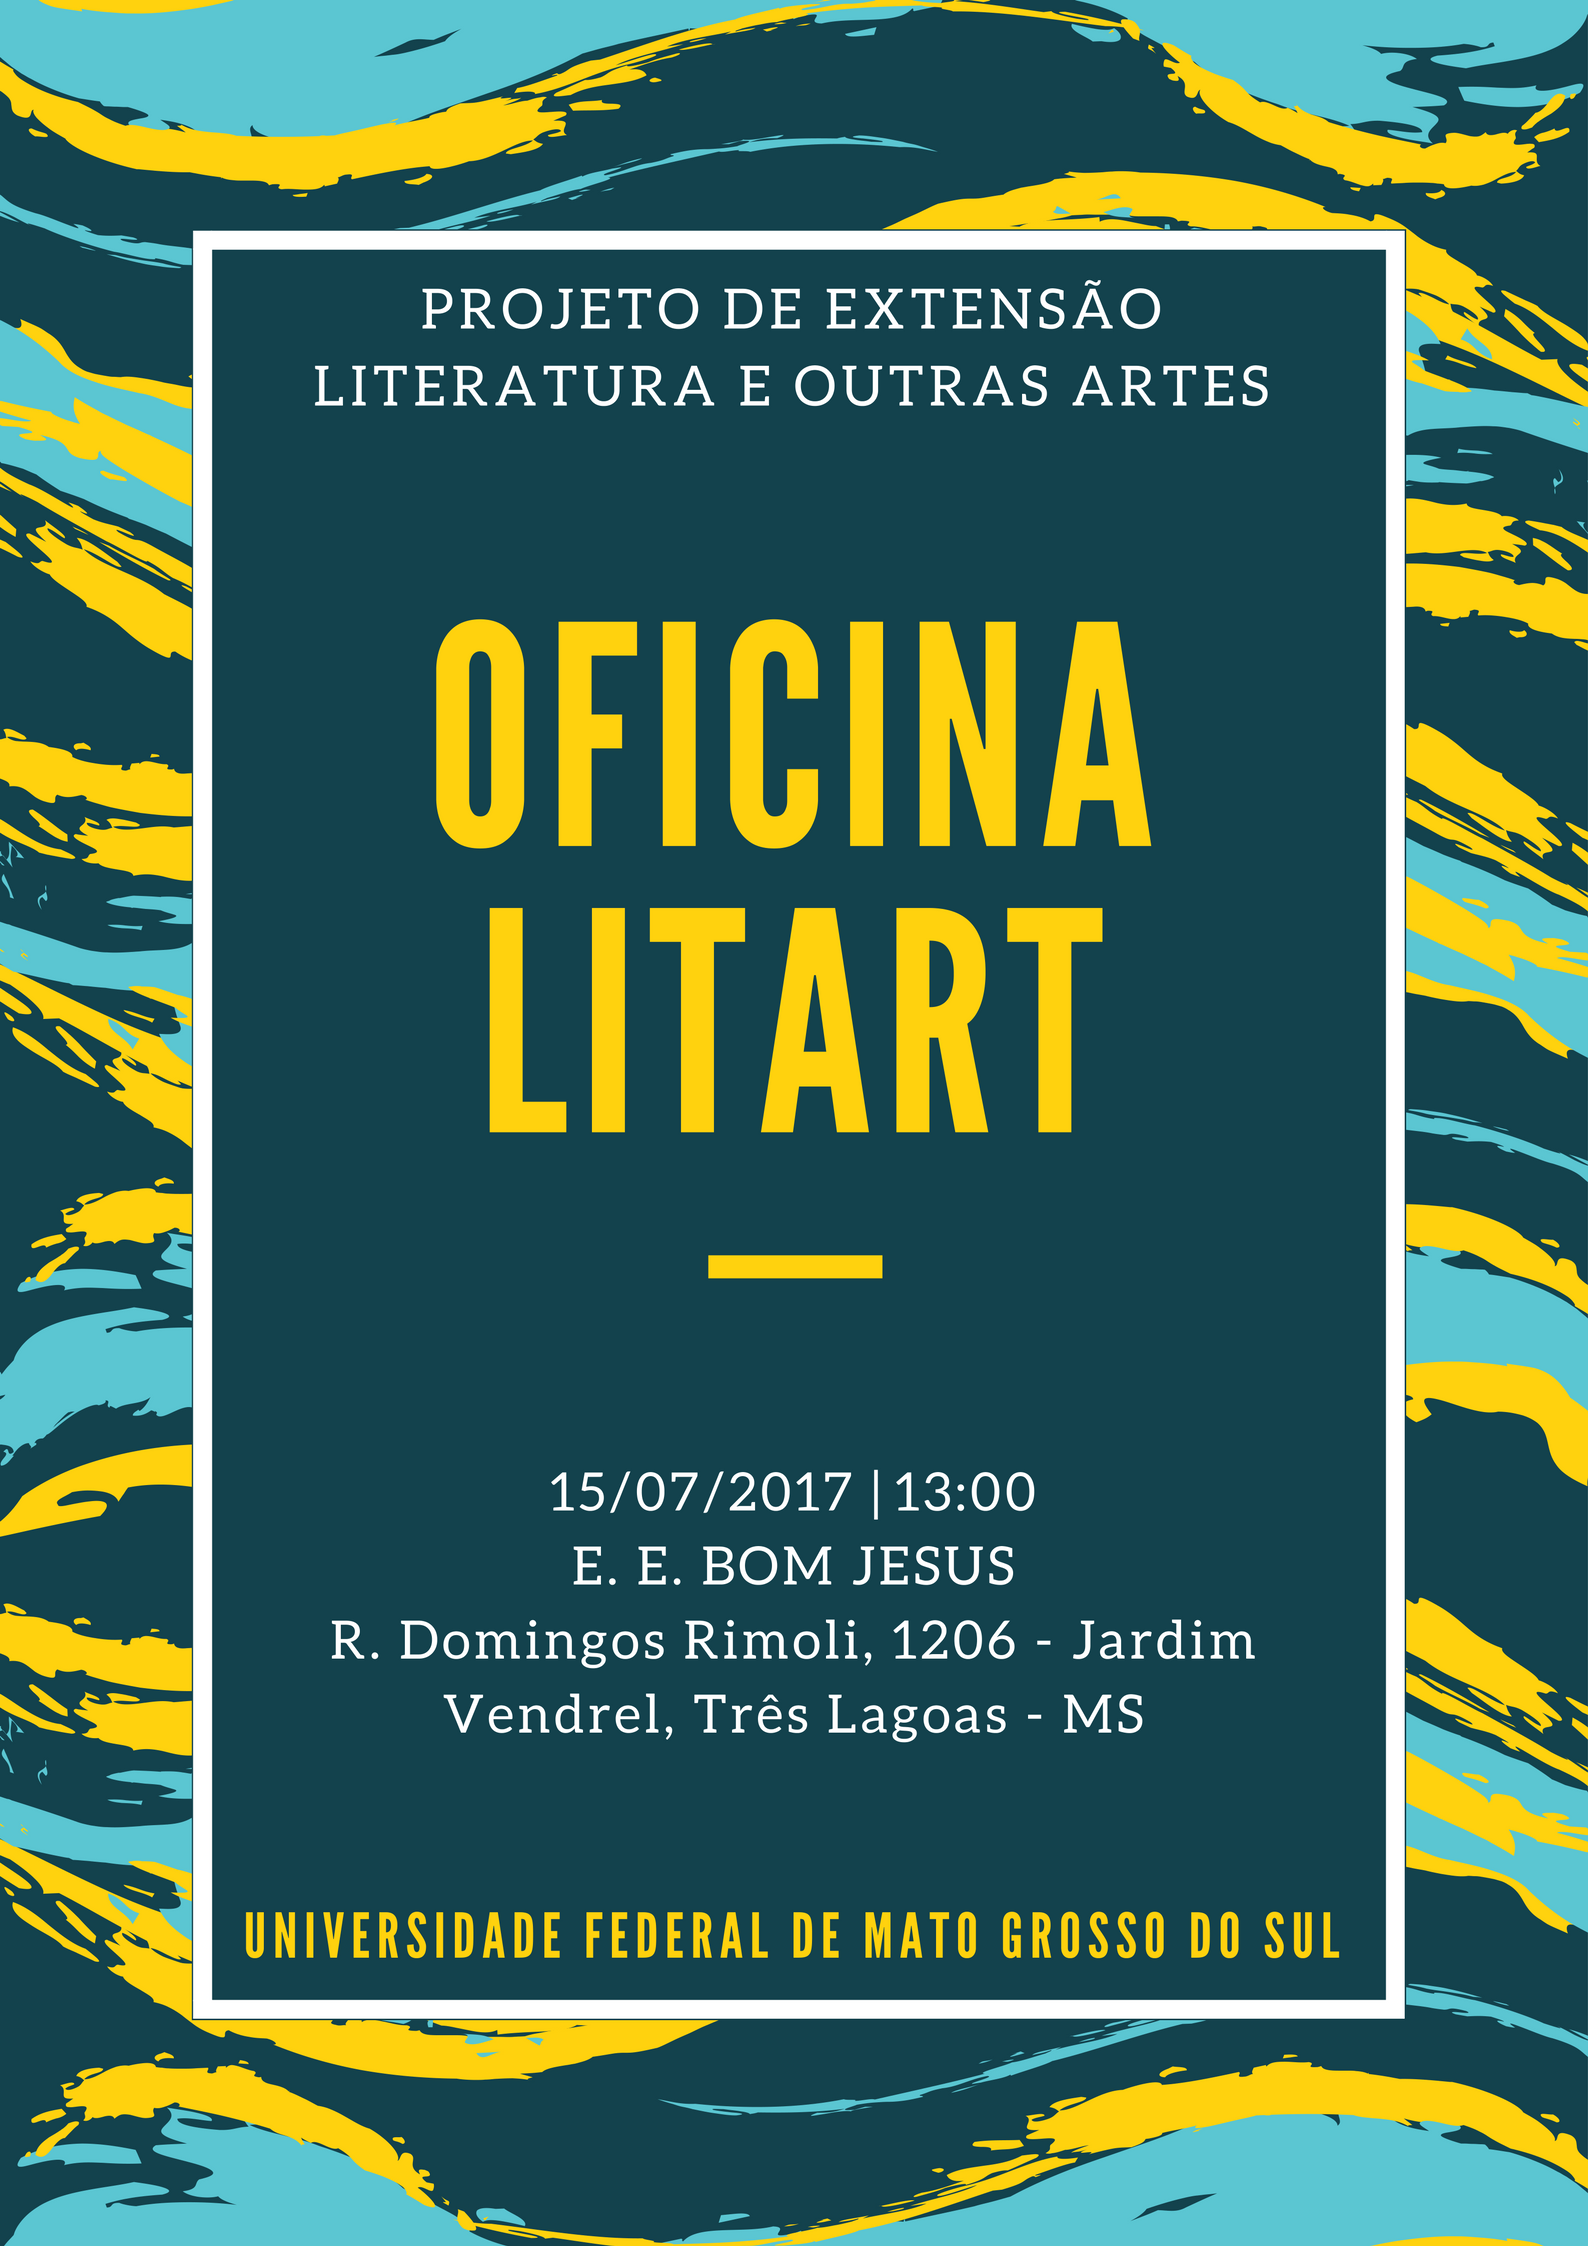 PROJETO DE EXTENSÃO
LITERATURA E OUTRAS ARTES
OFICINA
LITART
15/07/2017 | 13:00
E. E. BOM JESUS
R. Domingos Rimoli, 1206 - Jardim
Vendrel, Três Lagoas - MS
UNIVERSIDADE FEDERAL DE MATO GROSSO DO SUL